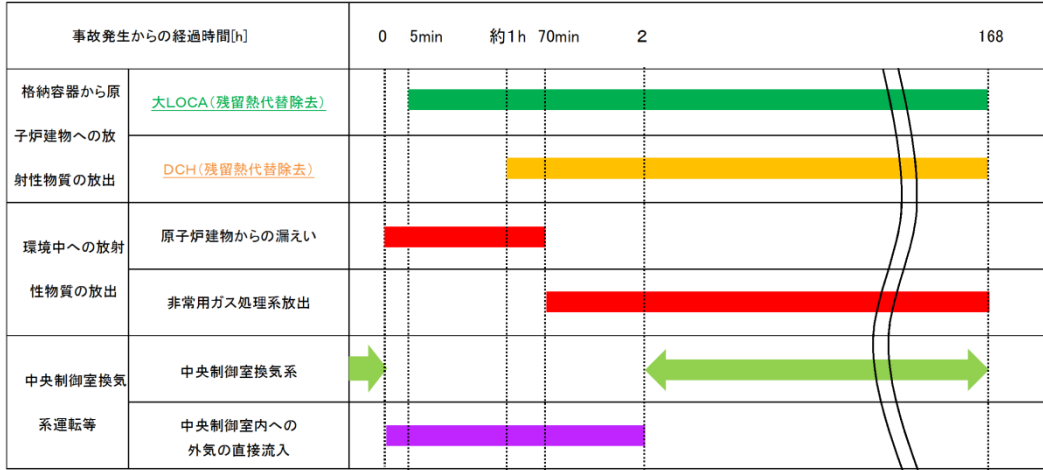 事故発生からの経過時間[h]
0 5min 約1h 70min 2 168
格納容器から原
子炉建物への放
射性物質の放出
大LOCA(残留熱代替除去)
DCH(残留熱代替除去)
環境中への放射
性物質の放出
原子炉建物からの漏えい
非常用ガス処理系放出
中央制御室換気
系運転等
中央制御室換気系
中央制御室内への
外気の直接流入